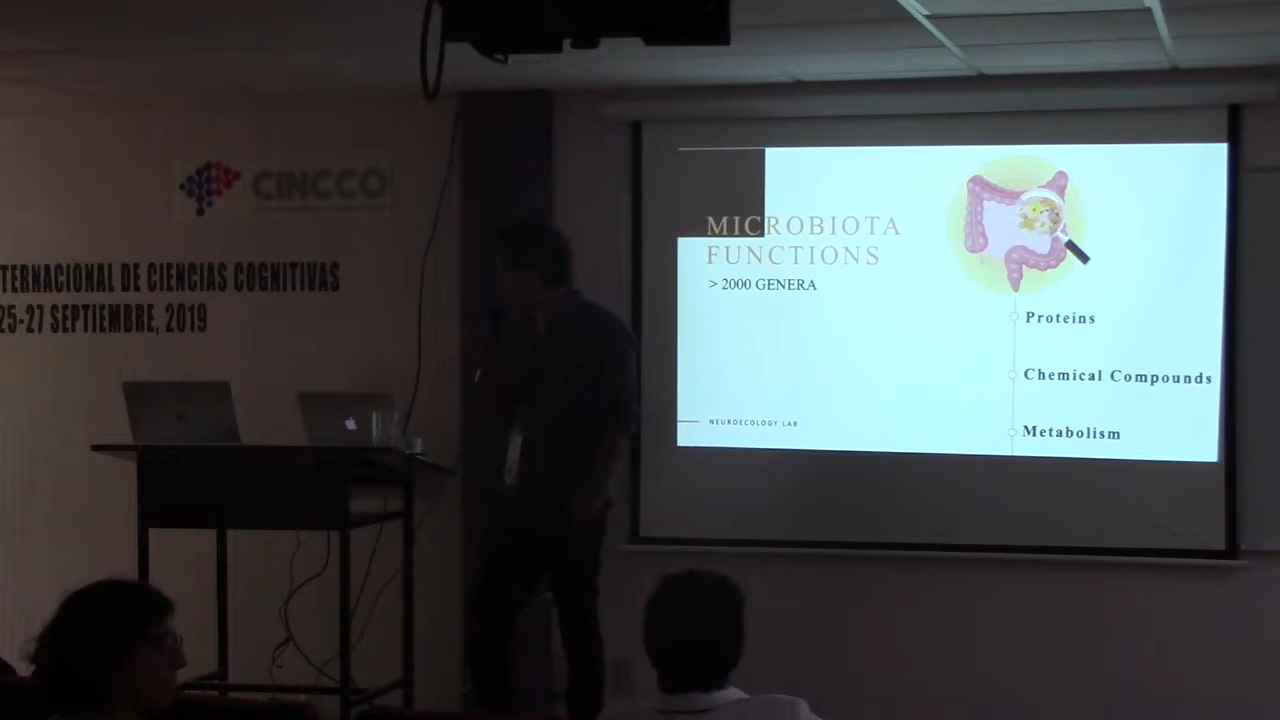 CINCCO
TERNACIONAL DE CIENCIAS COGNITIVAS
25-27 SEPTIEMBRE, 2019
MICROBIOTA
FUNCTIONS
> 2000 GENERA
Proteins
Chemical Compounds
Metabolism
NEUROECOLOGY LAB